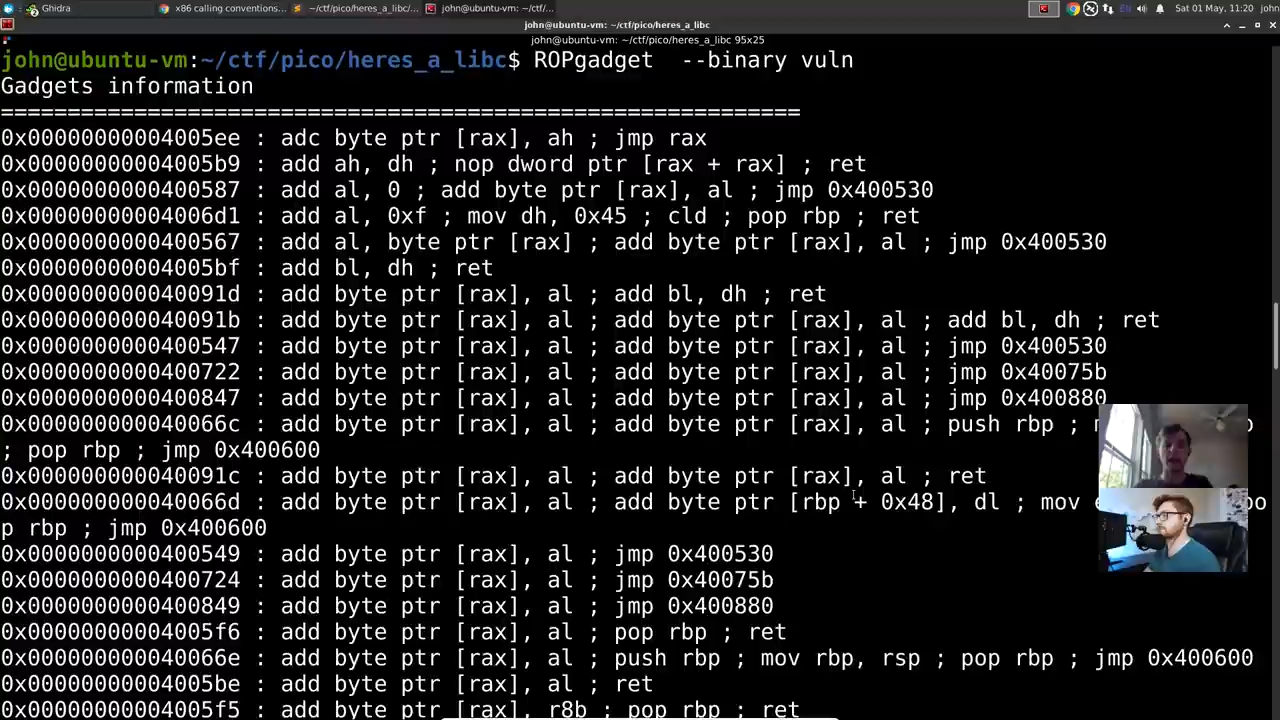 Ghidra
x86 calling conventions...
~/ctf/pico/heres_a_libc/...
john@ubuntu-vm: ~/ctf/...
EN
Sat 01 May, 11:20
john
john@ubuntu-vm: ~/ctf/pico/heres_a_libc
john@ubuntu-vm: ~/ctf/pico/heres_a_libc 95x25
john@ubuntu-vm:~/ctf/pico/heres_a_libc$ ROPgadget  --binary vuln
Gadgets information
============================================================
0x00000000004005ee : adc byte ptr [rax], ah ; jmp rax
0x00000000004005b9 : add ah, dh ; nop dword ptr [rax + rax] ; ret
0x0000000000400587 : add al, 0 ; add byte ptr [rax], al ; jmp 0x400530
0x00000000004006d1 : add al, 0xf ; mov dh, 0x45 ; cld ; pop rbp ; ret
0x0000000000400567 : add al, byte ptr [rax] ; add byte ptr [rax], al ; jmp 0x400530
0x00000000004005bf : add bl, dh ; ret
0x000000000040091d : add byte ptr [rax], al ; add bl, dh ; ret
0x000000000040091b : add byte ptr [rax], al ; add byte ptr [rax], al ; add bl, dh ; ret
0x0000000000400547 : add byte ptr [rax], al ; add byte ptr [rax], al ; jmp 0x400530
0x0000000000400722 : add byte ptr [rax], al ; add byte ptr [rax], al ; jmp 0x40075b
0x0000000000400847 : add byte ptr [rax], al ; add byte ptr [rax], al ; jmp 0x400880
0x000000000040066c : add byte ptr [rax], al ; add byte ptr [rax], al ; push rbp ;
; pop rbp ; jmp 0x400600
0x000000000040091c : add byte ptr [rax], al ; add byte ptr [rax], al ; ret
0x000000000040066d : add byte ptr [rax], al ; add byte ptr [rbp + 0x48], dl ; mov
p rbp ; jmp 0x400600
0x0000000000400549 : add byte ptr [rax], al ; jmp 0x400530
0x0000000000400724 : add byte ptr [rax], al ; jmp 0x40075b
0x0000000000400849 : add byte ptr [rax], al ; jmp 0x400880
0x00000000004005f6 : add byte ptr [rax], al ; pop rbp ; ret
0x000000000040066e : add byte ptr [rax], al ; push rbp ; mov rbp, rsp ; pop rbp ; jmp 0x400600
0x00000000004005be : add byte ptr [rax], al ; ret
0x00000000004005f5 : add byte ptr [rax], r8b ; pop rbp ; ret